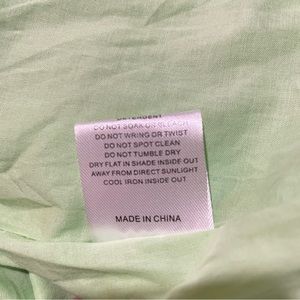 DETERGENT
DO NOT SOAK OR BLEACH
DO NOT WRING OR TWIST
DO NOT SPOT CLEAN
DO NOT TUMBLE DRY
DRY FLAT IN SHADE INSIDE OUT
AWAY FROM DIRECT SUNLIGHT
COOL IRON INSIDE OUT
MADE IN CHINA